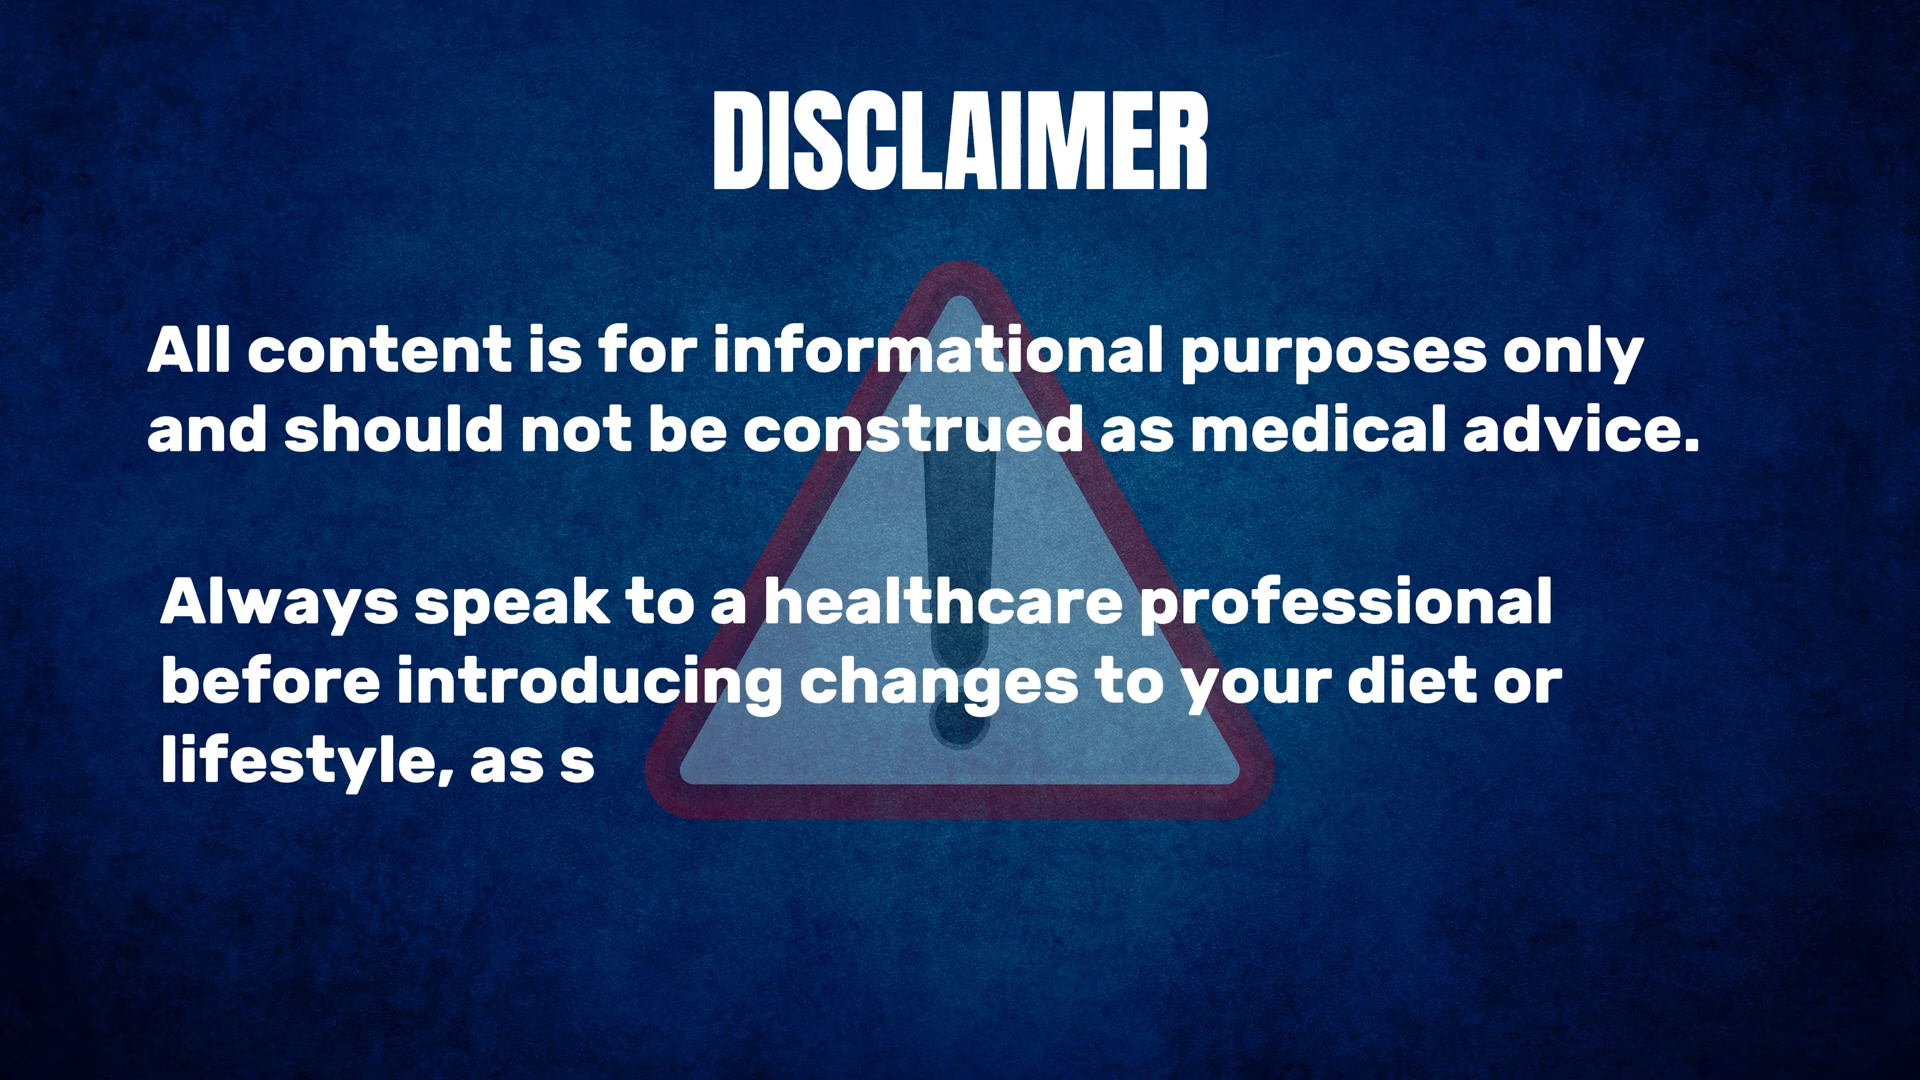 DISCLAIMER
All content is for informational purposes only
and should not be construed as medical advice.
Always speak to a healthcare professional
before introducing changes to your diet or
lifestyle, as s